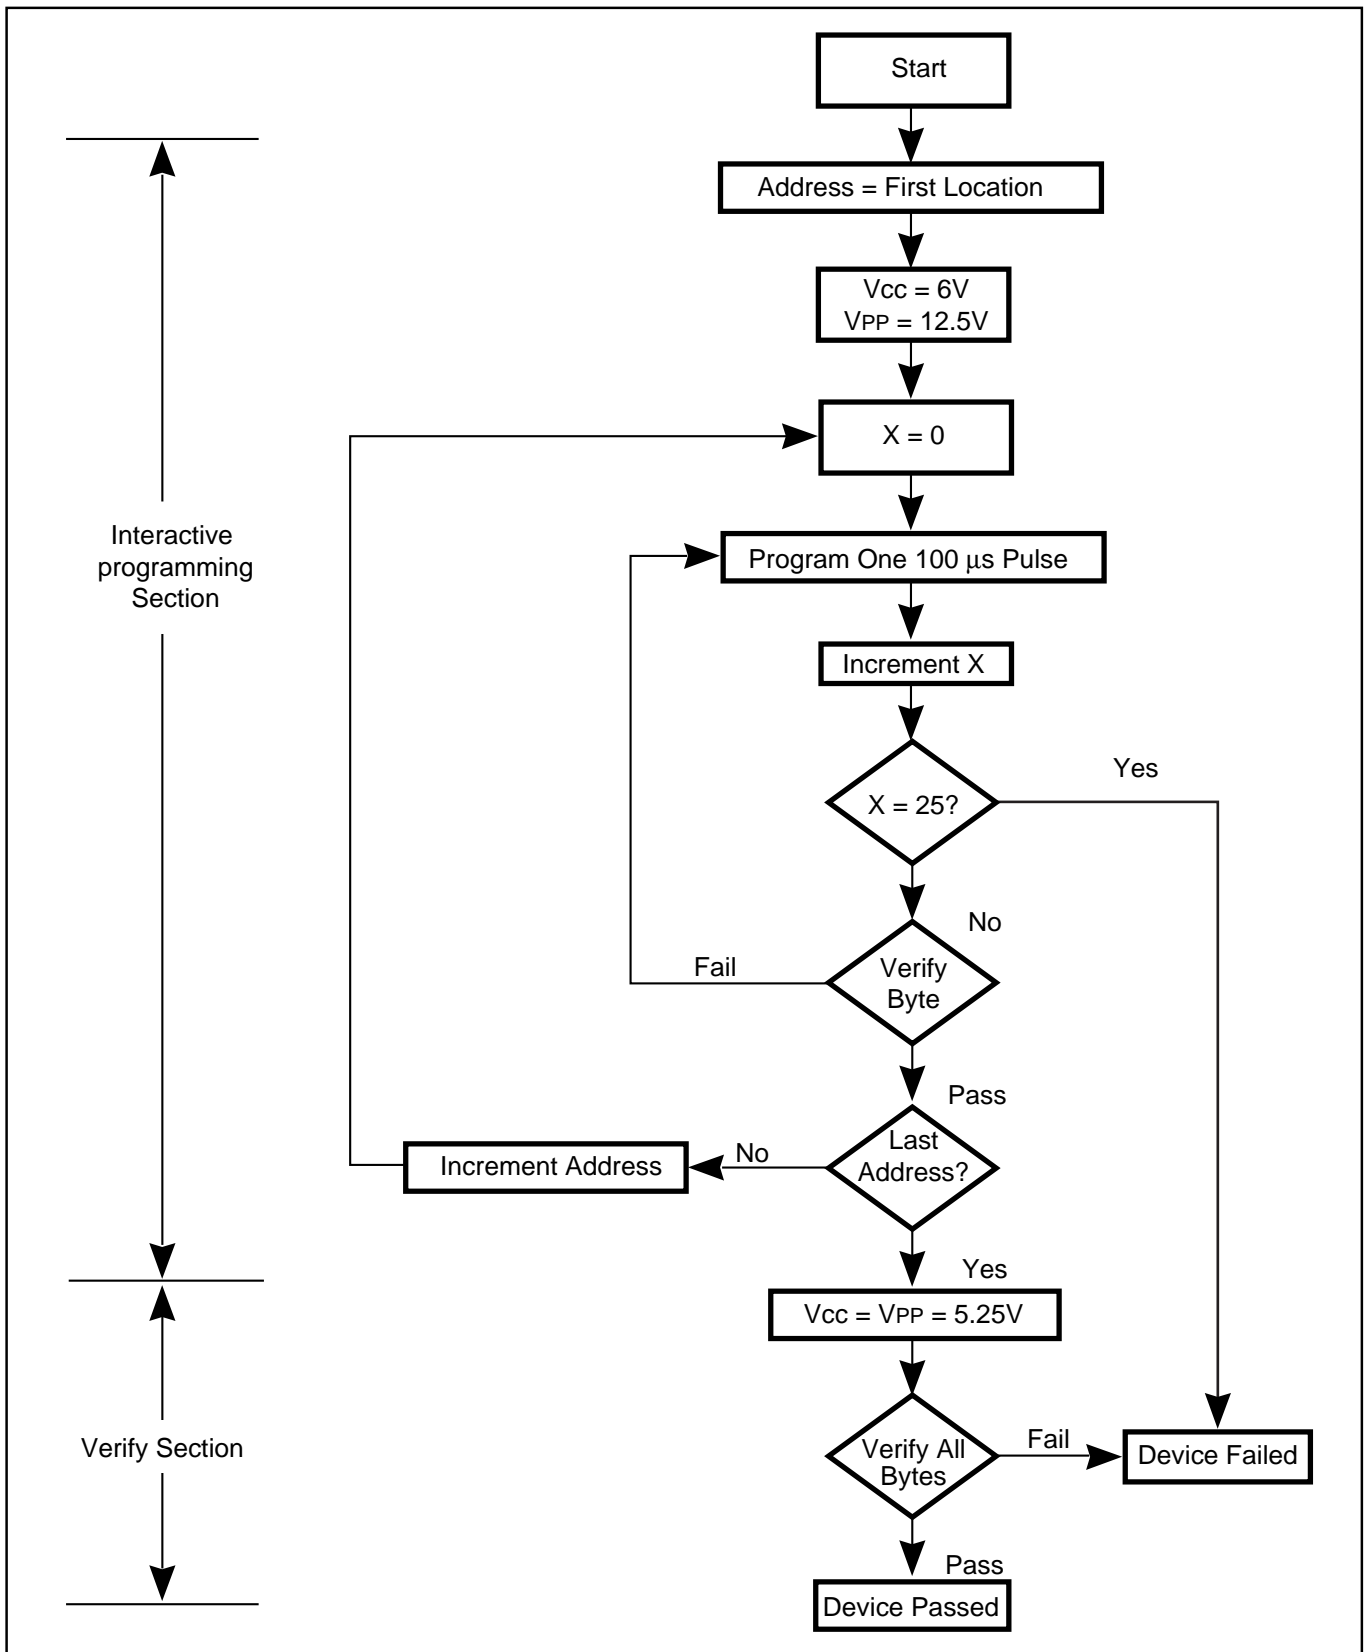 Start
Address = First Location
Vcc = 6V
VPP = 12.5V
X = 0
Interactive
programming
Section
Program One 100 μs Pulse
Increment X
X = 25?
Yes
No
Verify
Byte
Fail
Pass
Last
Address?
No
Increment Address
Yes
Vcc = VPP = 5.25V
Verify Section
Verify All
Bytes
Fail
Device Failed
Pass
Device Passed